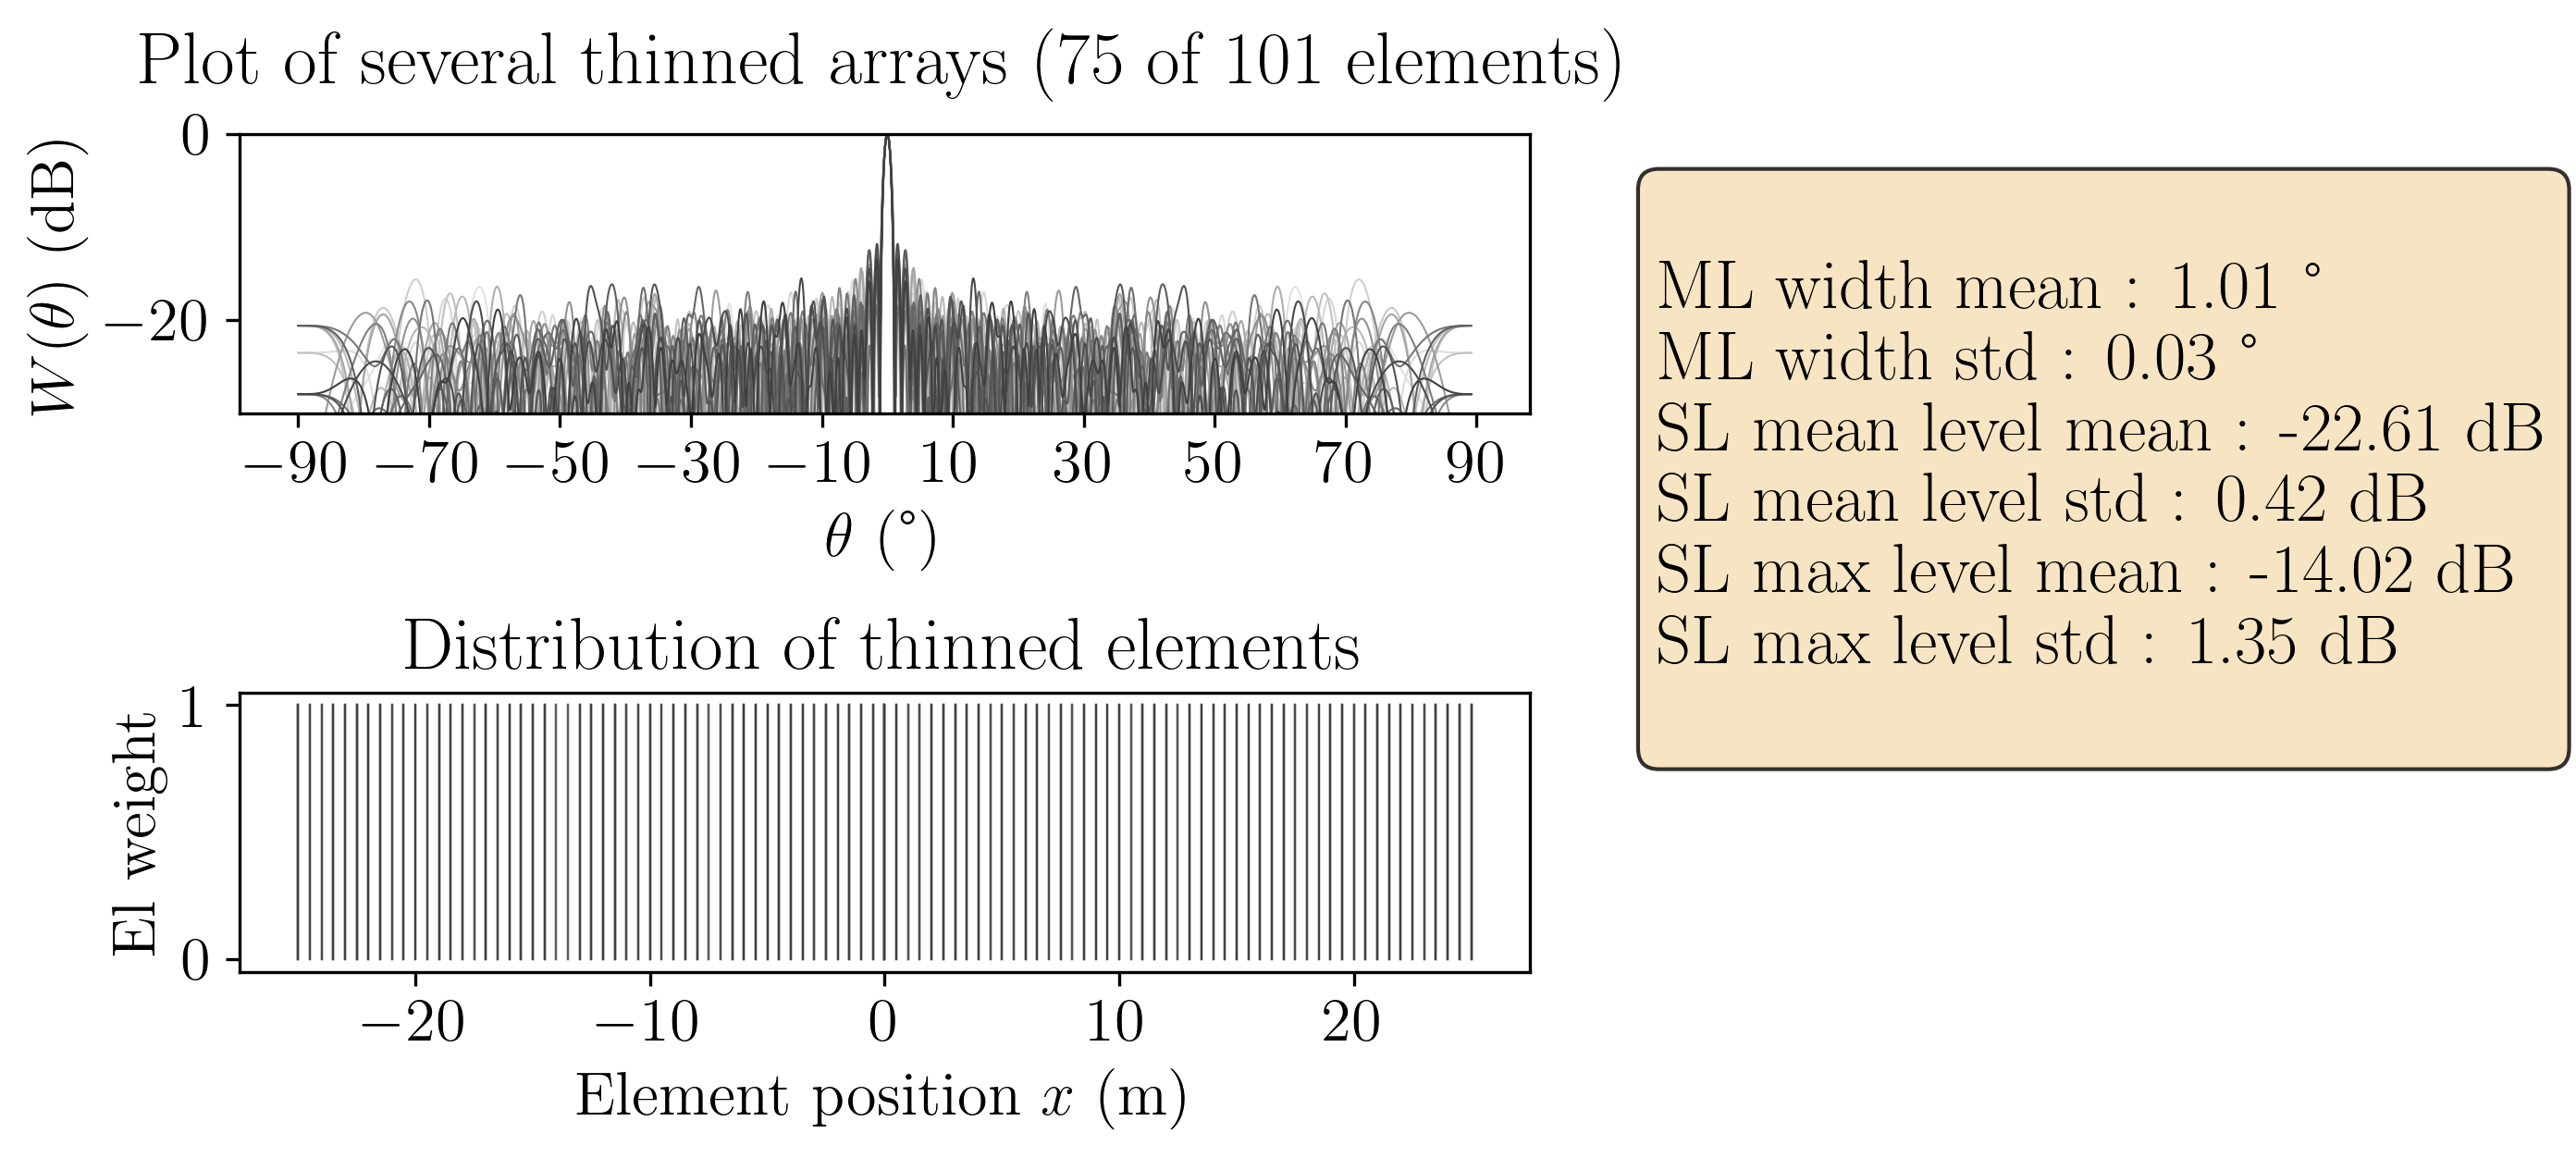 Plot of several thinned arrays (75 of 101 elements)
W(θ) (dB)
0
−20
−90 −70 −50 −30 −10 10 30 50 70 90
θ (°)
ML width mean : 1.01 °
ML width std : 0.03 °
SL mean level mean : -22.61 dB
SL mean level std : 0.42 dB
SL max level mean : -14.02 dB
SL max level std : 1.35 dB
Distribution of thinned elements
El weight
1
0
−20 −10 0 10 20
Element position x (m)